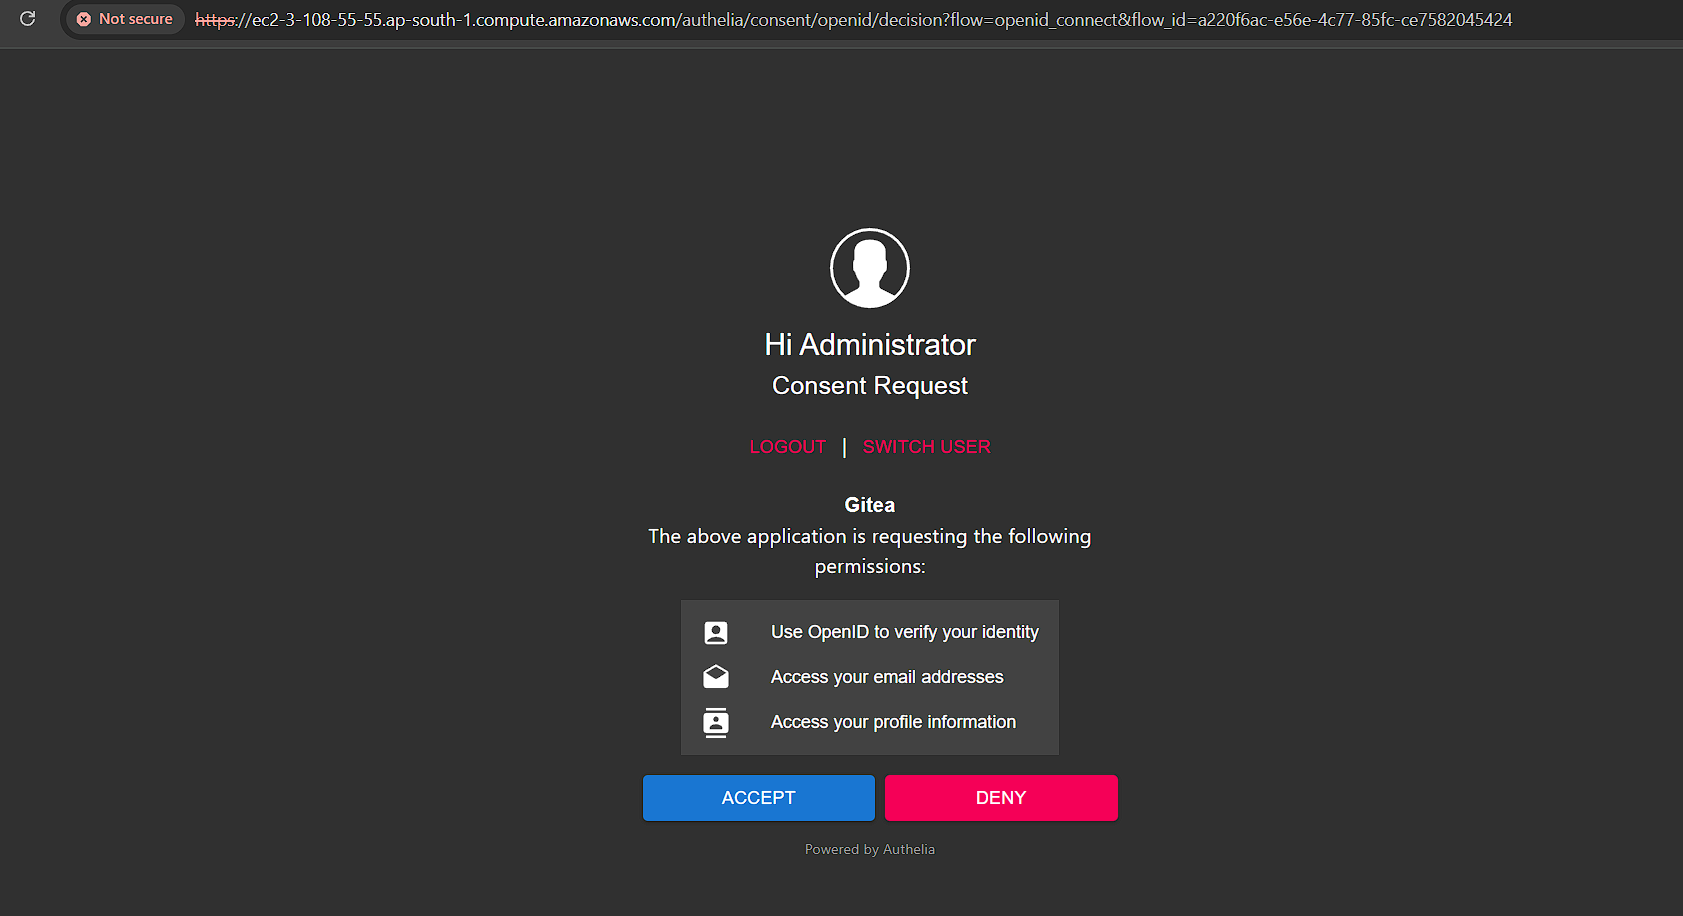 Not secure https://ec2-3-108-55-55.ap-south-1.compute.amazonaws.com/authelia/consent/openid/decision?flow=openid_connect&flow_id=a220f6ac-e56e-4c77-85fc-ce7582045424
Hi Administrator
Consent Request
LOGOUT | SWITCH USER
Gitea
The above application is requesting the following
permissions:
Use OpenID to verify your identity
Access your email addresses
Access your profile information
ACCEPT DENY
Powered by Authelia